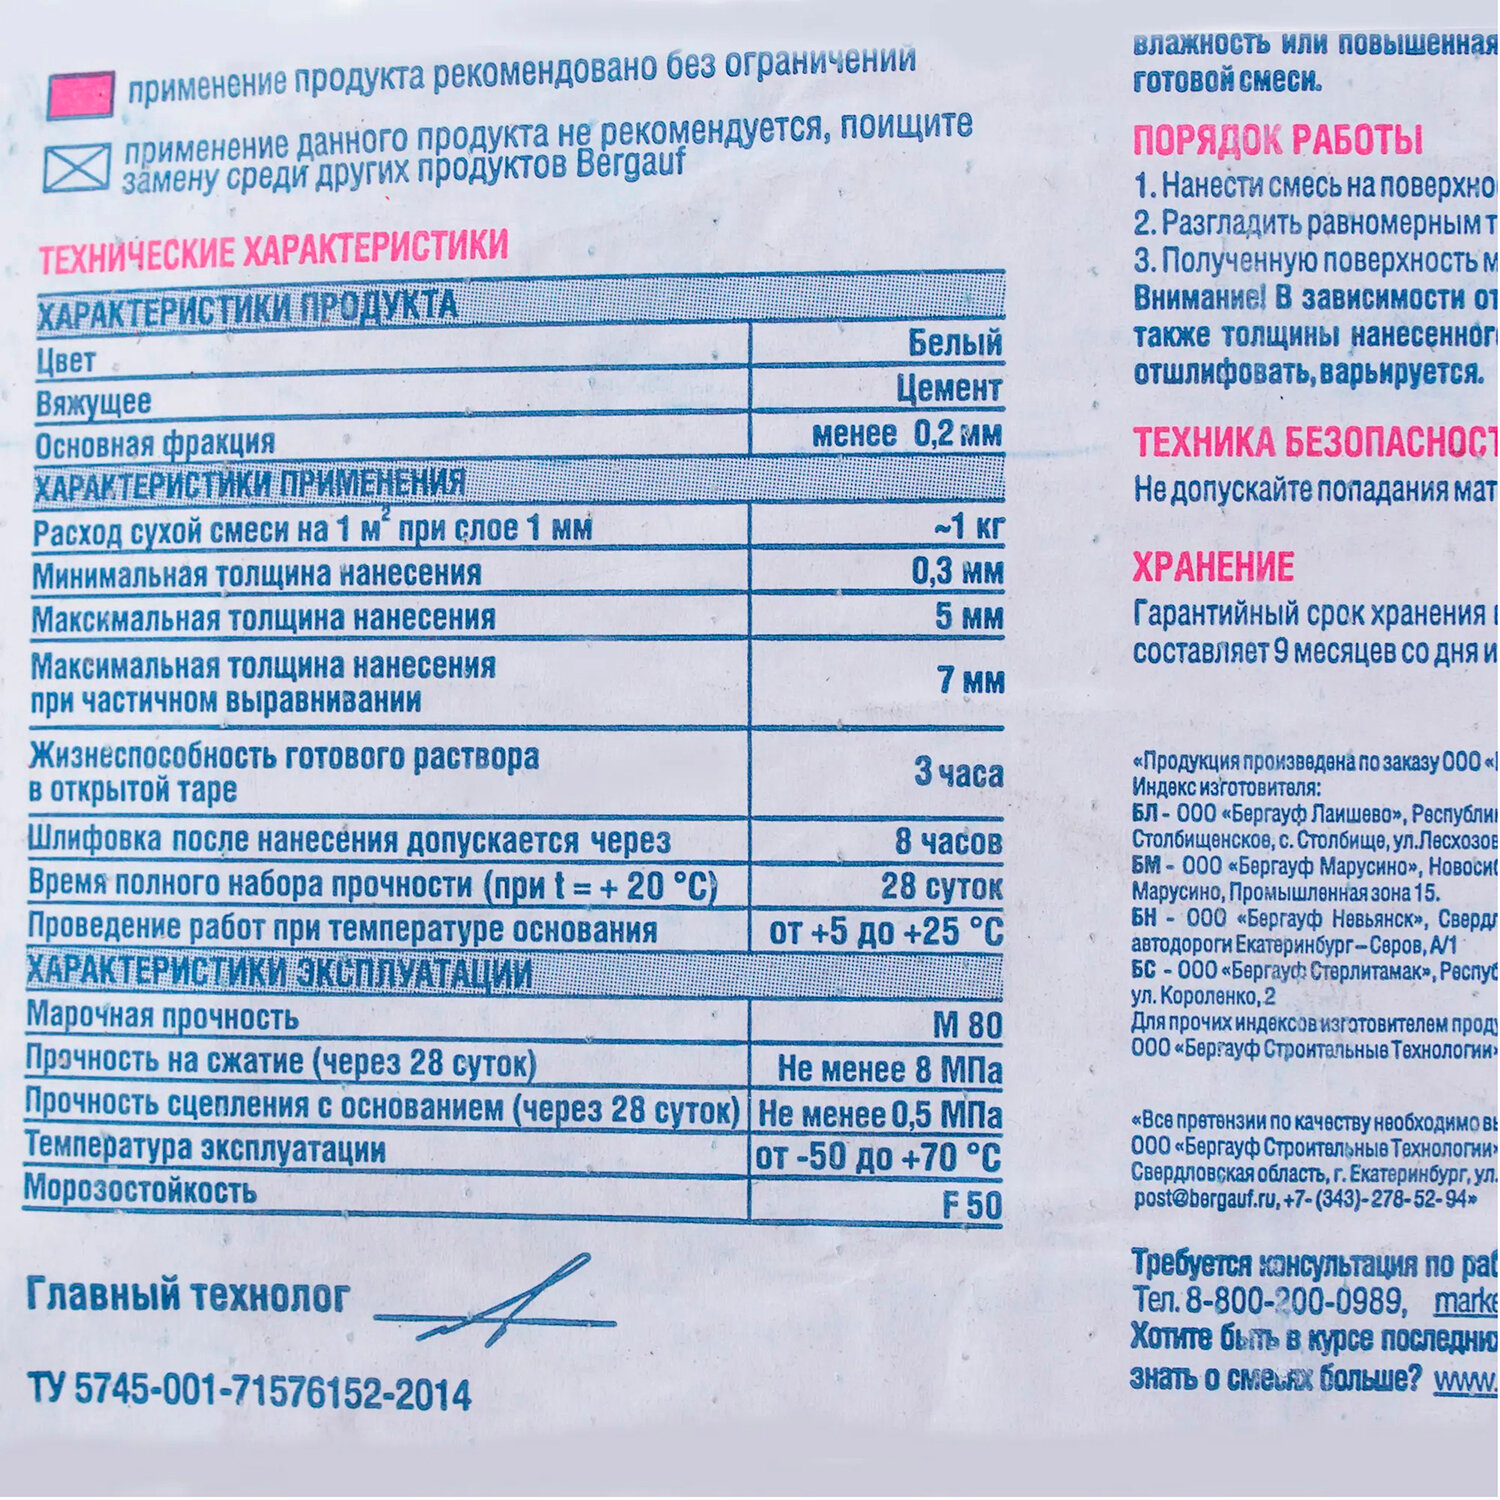 применение продукта рекомендовано без ограничений
применение данного продукта не рекомендуется, поищите
замену среди других продуктов Bergauf
ТЕХНИЧЕСКИЕ ХАРАКТЕРИСТИКИ
ХАРАКТЕРИСТИКИ ПРОДУКТА
Цвет Белый
Вяжущее Цемент
Основная фракция менее 0,2 мм
ХАРАКТЕРИСТИКИ ПРИМЕНЕНИЯ
Расход сухой смеси на 1 м² при слое 1 мм ~1 кг
Минимальная толщина нанесения 0,3 мм
Максимальная толщина нанесения 5 мм
Максимальная толщина нанесения
при частичном выравнивании 7 мм
Жизнеспособность готового раствора
в открытой таре 3 часа
Шлифовка после нанесения допускается через 8 часов
Время полного набора прочности (при t = + 20 °C) 28 суток
Проведение работ при температуре основания от +5 до +25 °C
ХАРАКТЕРИСТИКИ ЭКСПЛУАТАЦИИ
Марочная прочность М 80
Прочность на сжатие (через 28 суток) Не менее 8 МПа
Прочность сцепления с основанием (через 28 суток) Не менее 0,5 МПа
Температура эксплуатации от -50 до +70 °C
Морозостойкость F 50
Главный технолог
ТУ 5745-001-71576152-2014
влажность или повышенная
готовой смеси.
ПОРЯДОК РАБОТЫ
1. Нанести смесь на поверхно
2. Разгладить равномерным т
3. Полученную поверхность м
Внимание! В зависимости от
также толщины нанесенног
отшлифовать, варьируется.
ТЕХНИКА БЕЗОПАСНОСТ
Не допускайте попадания мат
ХРАНЕНИЕ
Гарантийный срок хранения
составляет 9 месяцев со дня и
«Продукция произведена по заказу ООО «
Индекс изготовителя:
БЛ - ООО «Бергауф Лаишево», Республик
Столбищенское, с. Столбище, ул.Лесхозов
БМ - ООО «Бергауф Марусино», Новосиб
Марусино, Промышленная зона 15.
БН - ООО «Бергауф Невьянск», Свердл
автодороги Екатеринбург–Серов, А/1
БС - ООО «Бергауф Стерлитамак», Респуб
ул. Короленко, 2
Для прочих индексов изготовителем проду
ООО «Бергауф Строительные Технологии»
«Все претензии по качеству необходимо вы
ООО «Бергауф Строительные Технологии»
Свердловская область, г. Екатеринбург, ул.
post@bergauf.ru, +7- (343)- 278- 52- 94»
Требуется консультация по раб
Тел. 8-800-200-0989, marke
Хотите быть в курсе последних
знать о смесях больше? www.